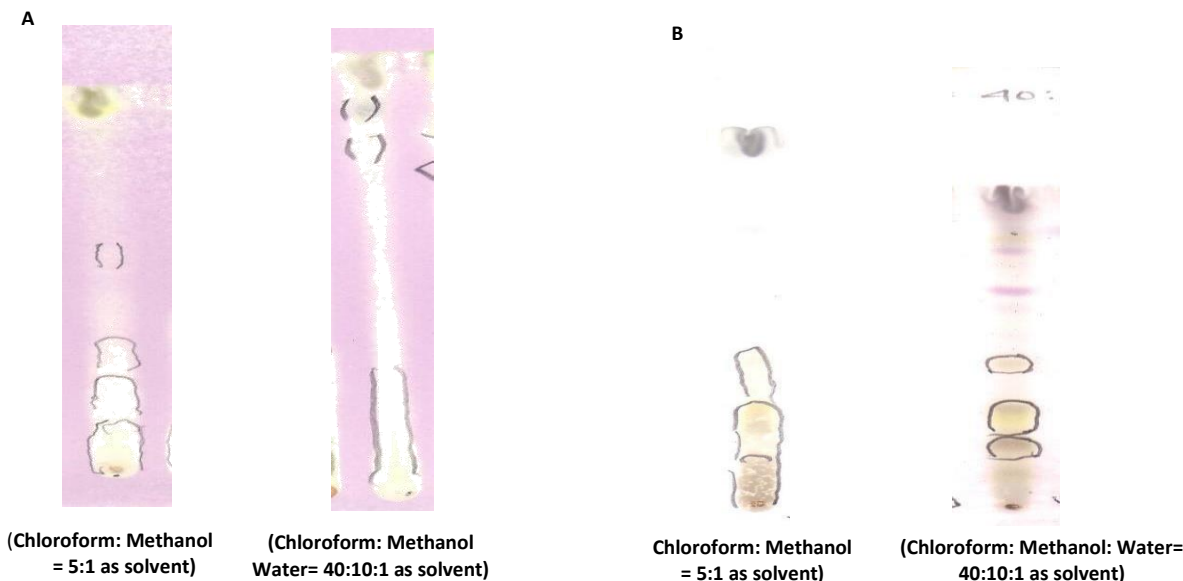 A
B
40:
(Chloroform: Methanol
= 5:1 as solvent)
(Chloroform: Methanol
Water= 40:10:1 as solvent)
Chloroform: Methanol
= 5:1 as solvent)
(Chloroform: Methanol: Water=
40:10:1 as solvent)